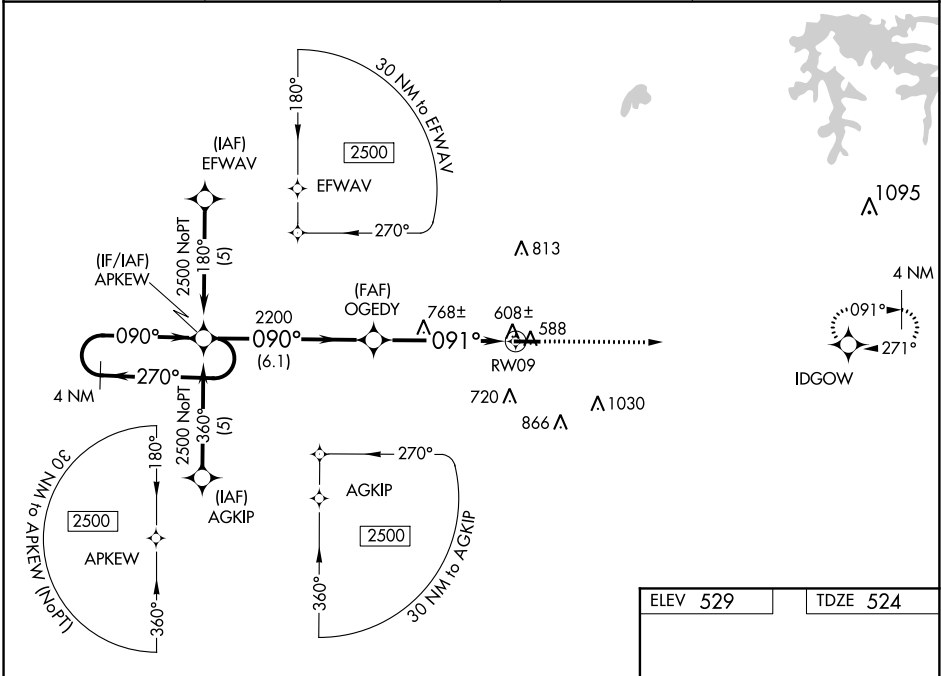 180°
30 NM to EFWAV
2500
EFWAV
270°
(IAF)
EFWAV
2500 NoPT
180°
(5)
1095
813
4 NM
091°
271°
IDGOW
(IF/IAF)
APKEW
2200
090°
(6.1)
(FAF)
OGEDY
768±
091°
608±
588
RW09
090°
270°
4 NM
2500 NoPT
360°
(5)
(IAF)
AGKIP
720
866
1030
180°
30 NM to APKEW (NoPT)
2500
APKEW
360°
270°
AGKIP
2500
360°
30 NM to AGKIP
ELEV 529
TDZE 524